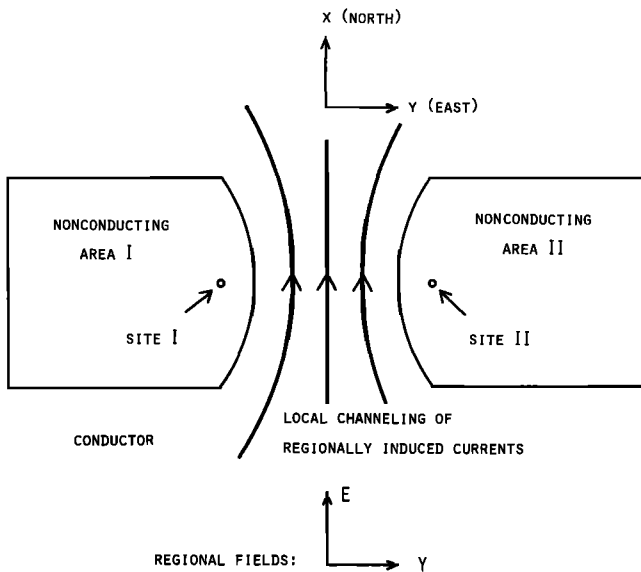 X (NORTH)
Y (EAST)
NONCONDUCTING
AREA I
NONCONDUCTING
AREA II
SITE I
SITE II
LOCAL CHANNELING OF
REGIONALLY INDUCED CURRENTS
CONDUCTOR
E
REGIONAL FIELDS:
Y